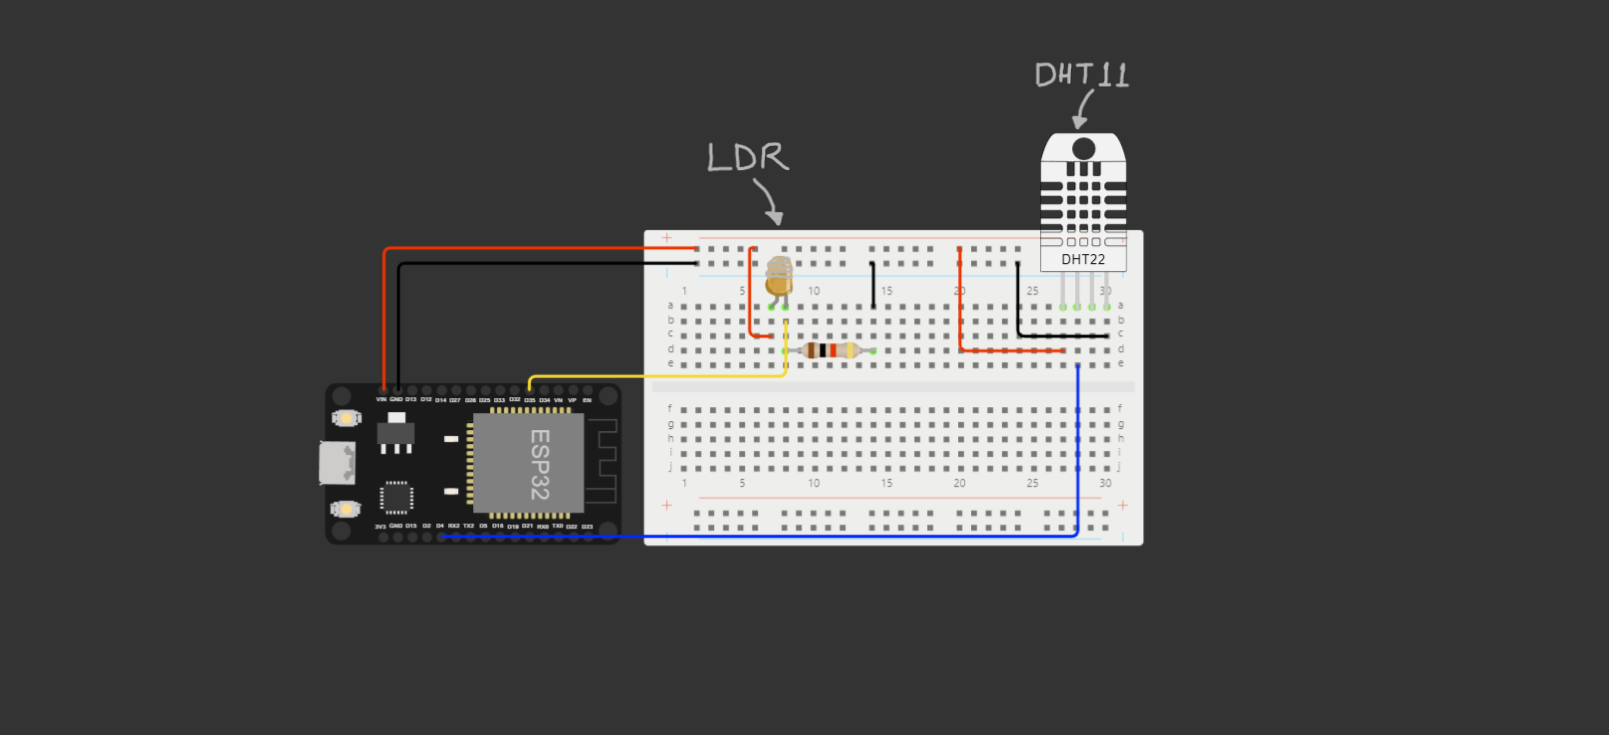 DHT11
LDR
DHT22
+ +
1 5 10 15 20 25 30
a a
b b
c c
d d
e e
VIN GND D13 D12 D14 D27 D26 D25 D33 D32 D35 D34 VN VP EN
f f
g g
h h
i i
j j
ESP32
1 5 10 15 20 25 30
+ +
3V3 GND D15 D2 D4 RX2 TX2 D5 D18 D19 D21 RX0 TX0 D22 D23